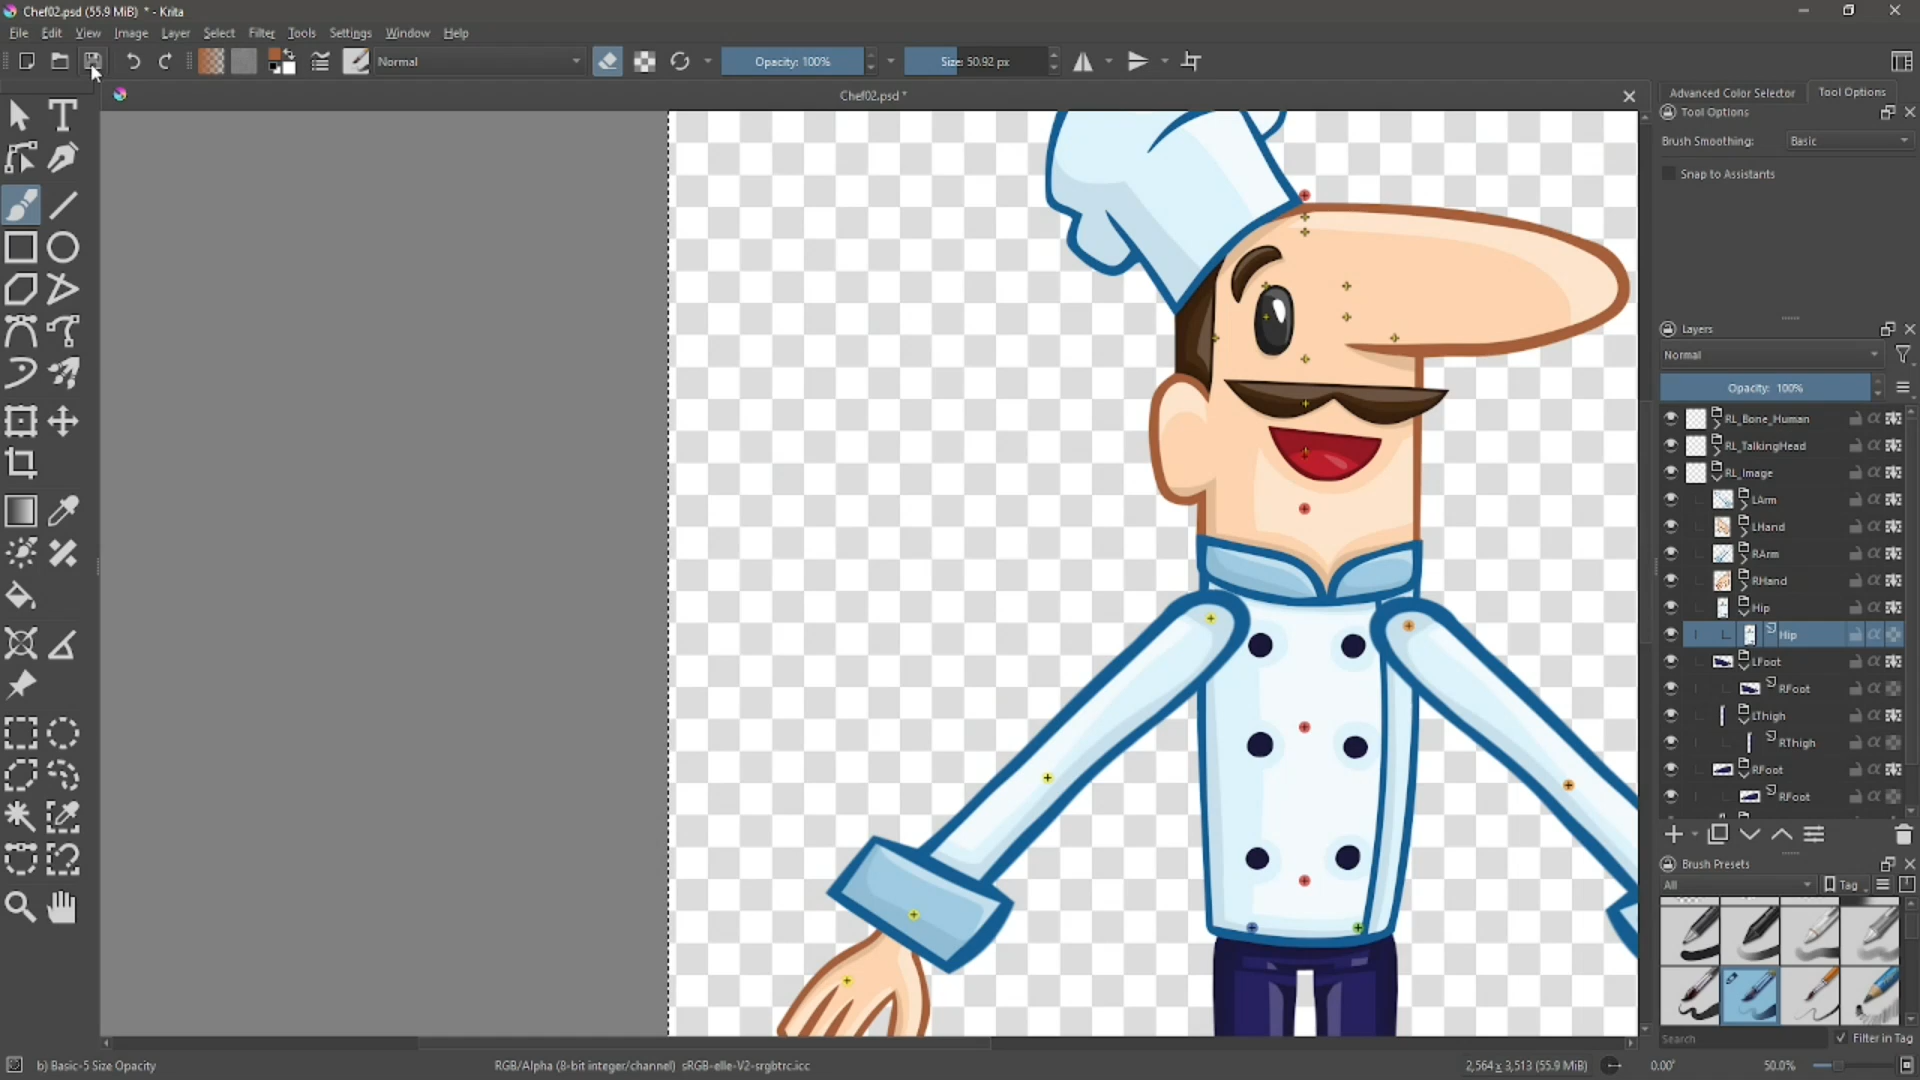 Chef02.psd (55.9 MiB) * - Krita
File Edit View Image Layer Select Filter Tools Settings Window Help
Normal
Opacity: 100%
Size: 50.92 px
Chef02.psd *
Advanced Color Selector
Tool Options
Tool Options
Brush Smoothing:
Basic
Snap to Assistants
Layers
Normal
Opacity: 100%
RL_Bone_Human
RL_TalkingHead
RL_Image
LArm
LHand
RArm
RHand
Hip
Hip
LFoot
RFoot
LThigh
RThigh
RFoot
RFoot
Brush Presets
All
Tag
Search
Filter in Tag
b) Basic-5 Size Opacity
RGB/Alpha (8-bit integer/channel) sRGB-elle-V2-srgbtrc.icc
2,564 x 3,513 (55.9 MiB)
0.00°
50.0%